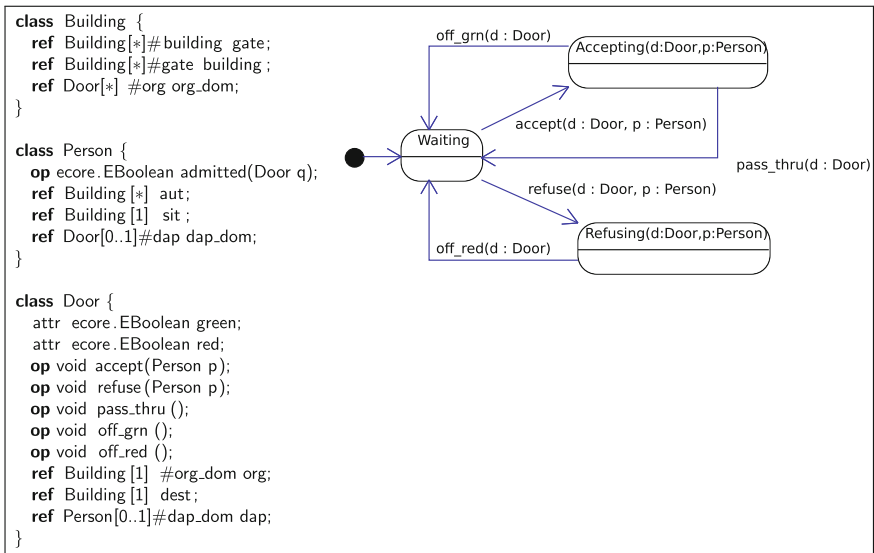 class Building {
ref Building[*]#building gate;
ref Building[*]#gate building ;
ref Door[*] #org org_dom;
}
class Person {
op ecore.EBoolean admitted(Door q);
ref Building [*] aut;
ref Building [1] sit ;
ref Door[0..1]#dap dap_dom;
}
class Door {
attr ecore.EBoolean green;
attr ecore.EBoolean red;
op void accept(Person p);
op void refuse(Person p);
op void pass_thru ();
op void off_grn ();
op void off_red ();
ref Building [1] #org_dom org;
ref Building [1] dest;
ref Person[0..1]#dap_dom dap;
}
off_grn(d : Door)
Accepting(d:Door,p:Person)
accept(d : Door, p : Person)
Waiting
pass_thru(d : Door)
refuse(d : Door, p : Person)
Refusing(d:Door,p:Person)
off_red(d : Door)